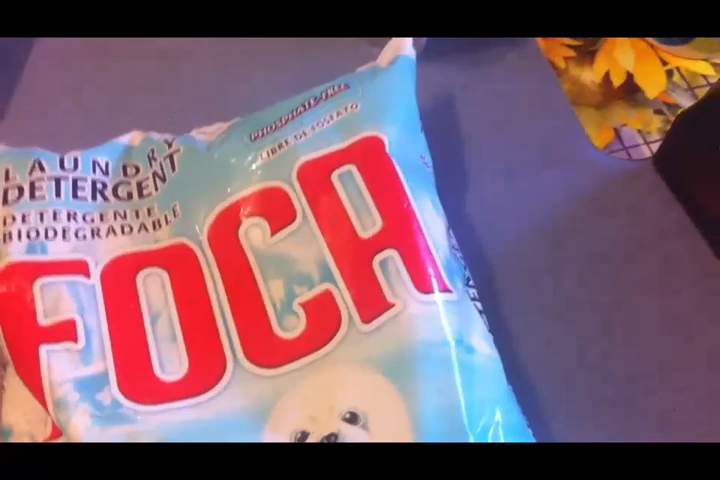 PHOSPHATE-FREE
LIBRE DE FOSFATO
LAUNDRY
DETERGENT
DETERGENTE
BIODEGRADABLE
FOCA